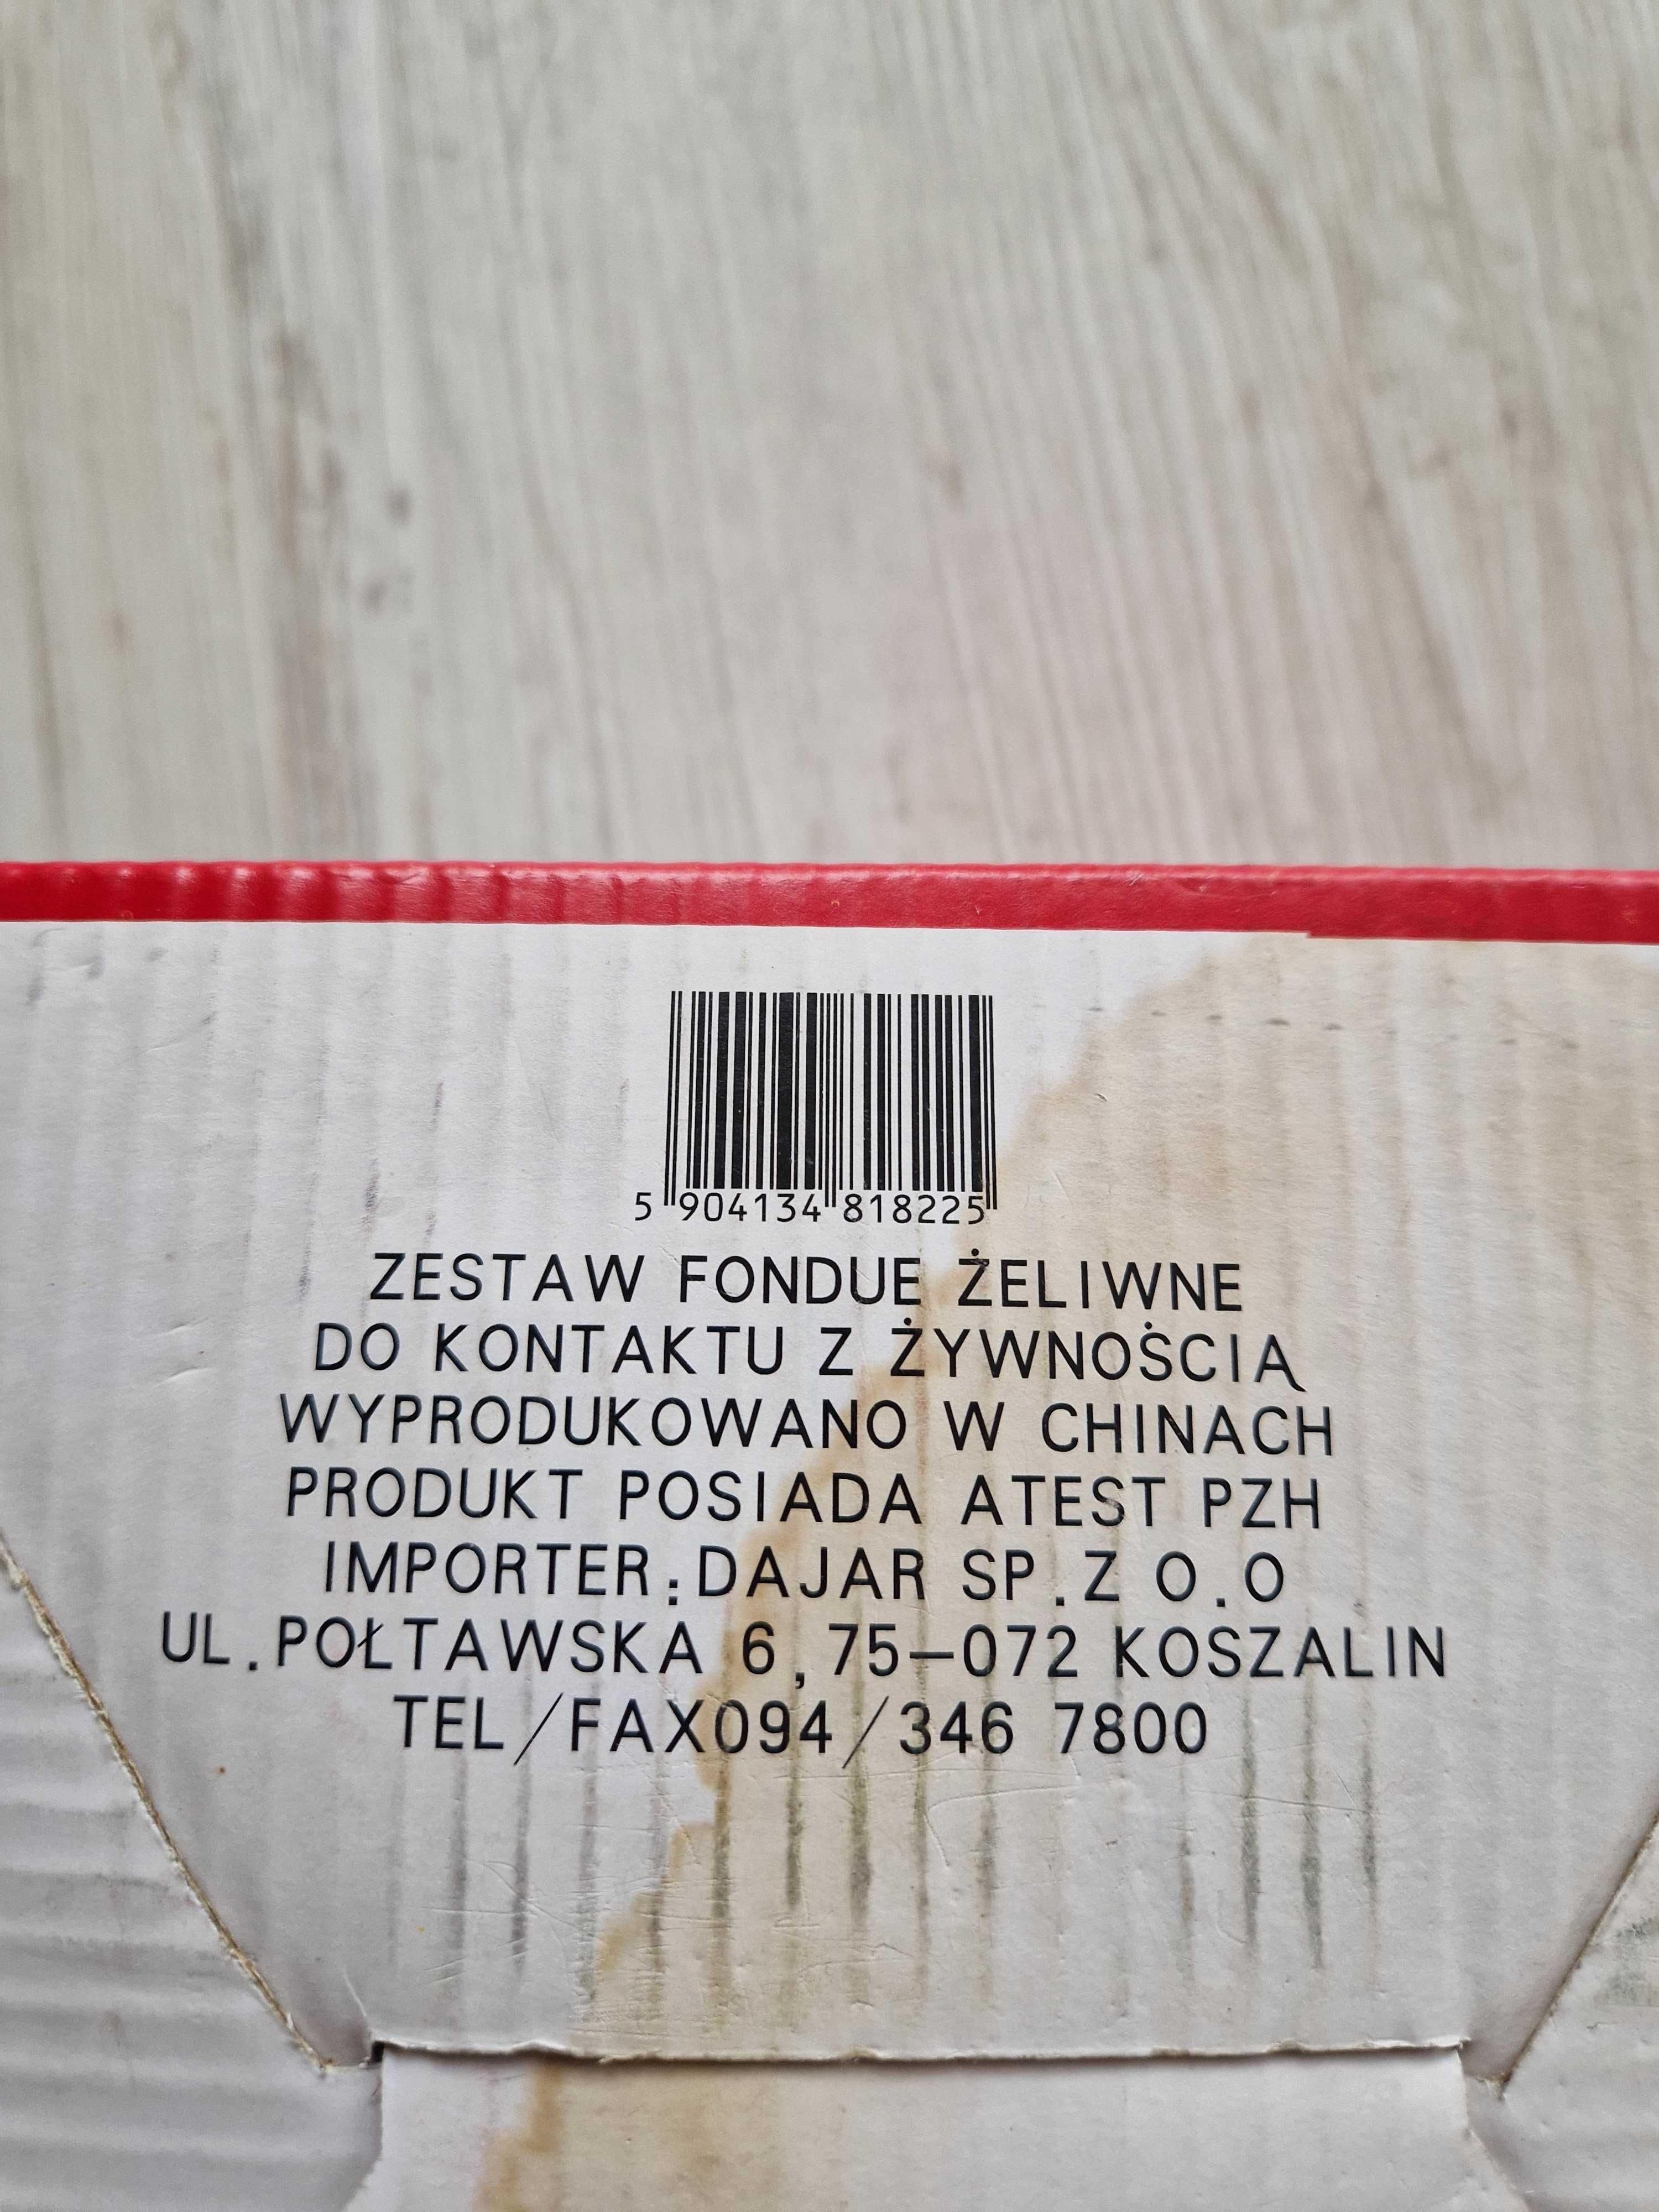 5 904134 818225
ZESTAW FONDUE ŻELIWNE
DO KONTAKTU Z ŻYWNOŚCIĄ
WYPRODUKOWANO W CHINACH
PRODUKT POSIADA ATEST PZH
IMPORTER:DAJAR SP.Z O.O
UL.POŁTAWSKA 6,75-072 KOSZALIN
TEL/FAX094/346 7800